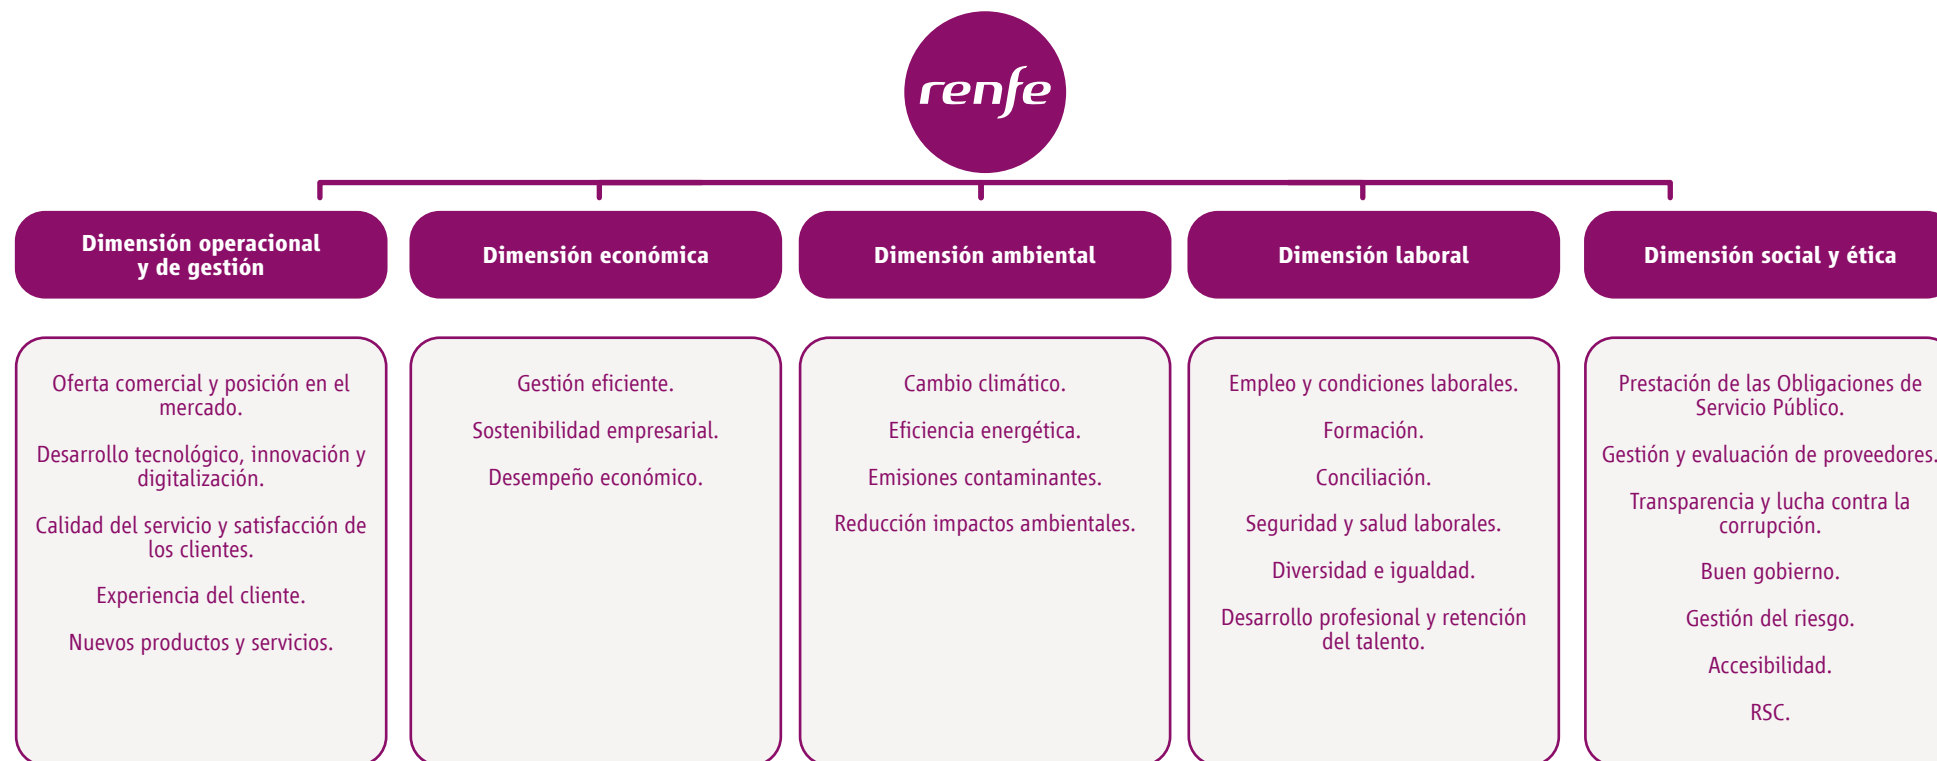 renfe
Dimensión operacional
y de gestión
Oferta comercial y posición en el
mercado.
Desarrollo tecnológico, innovación y
digitalización.
Calidad del servicio y satisfacción de
los clientes.
Experiencia del cliente.
Nuevos productos y servicios.
Dimensión económica
Gestión eficiente.
Sostenibilidad empresarial.
Desempeño económico.
Dimensión ambiental
Cambio climático.
Eficiencia energética.
Emisiones contaminantes.
Reducción impactos ambientales.
Dimensión laboral
Empleo y condiciones laborales.
Formación.
Conciliación.
Seguridad y salud laborales.
Diversidad e igualdad.
Desarrollo profesional y retención
del talento.
Dimensión social y ética
Prestación de las Obligaciones de
Servicio Público.
Gestión y evaluación de proveedores.
Transparencia y lucha contra la
corrupción.
Buen gobierno.
Gestión del riesgo.
Accesibilidad.
RSC.